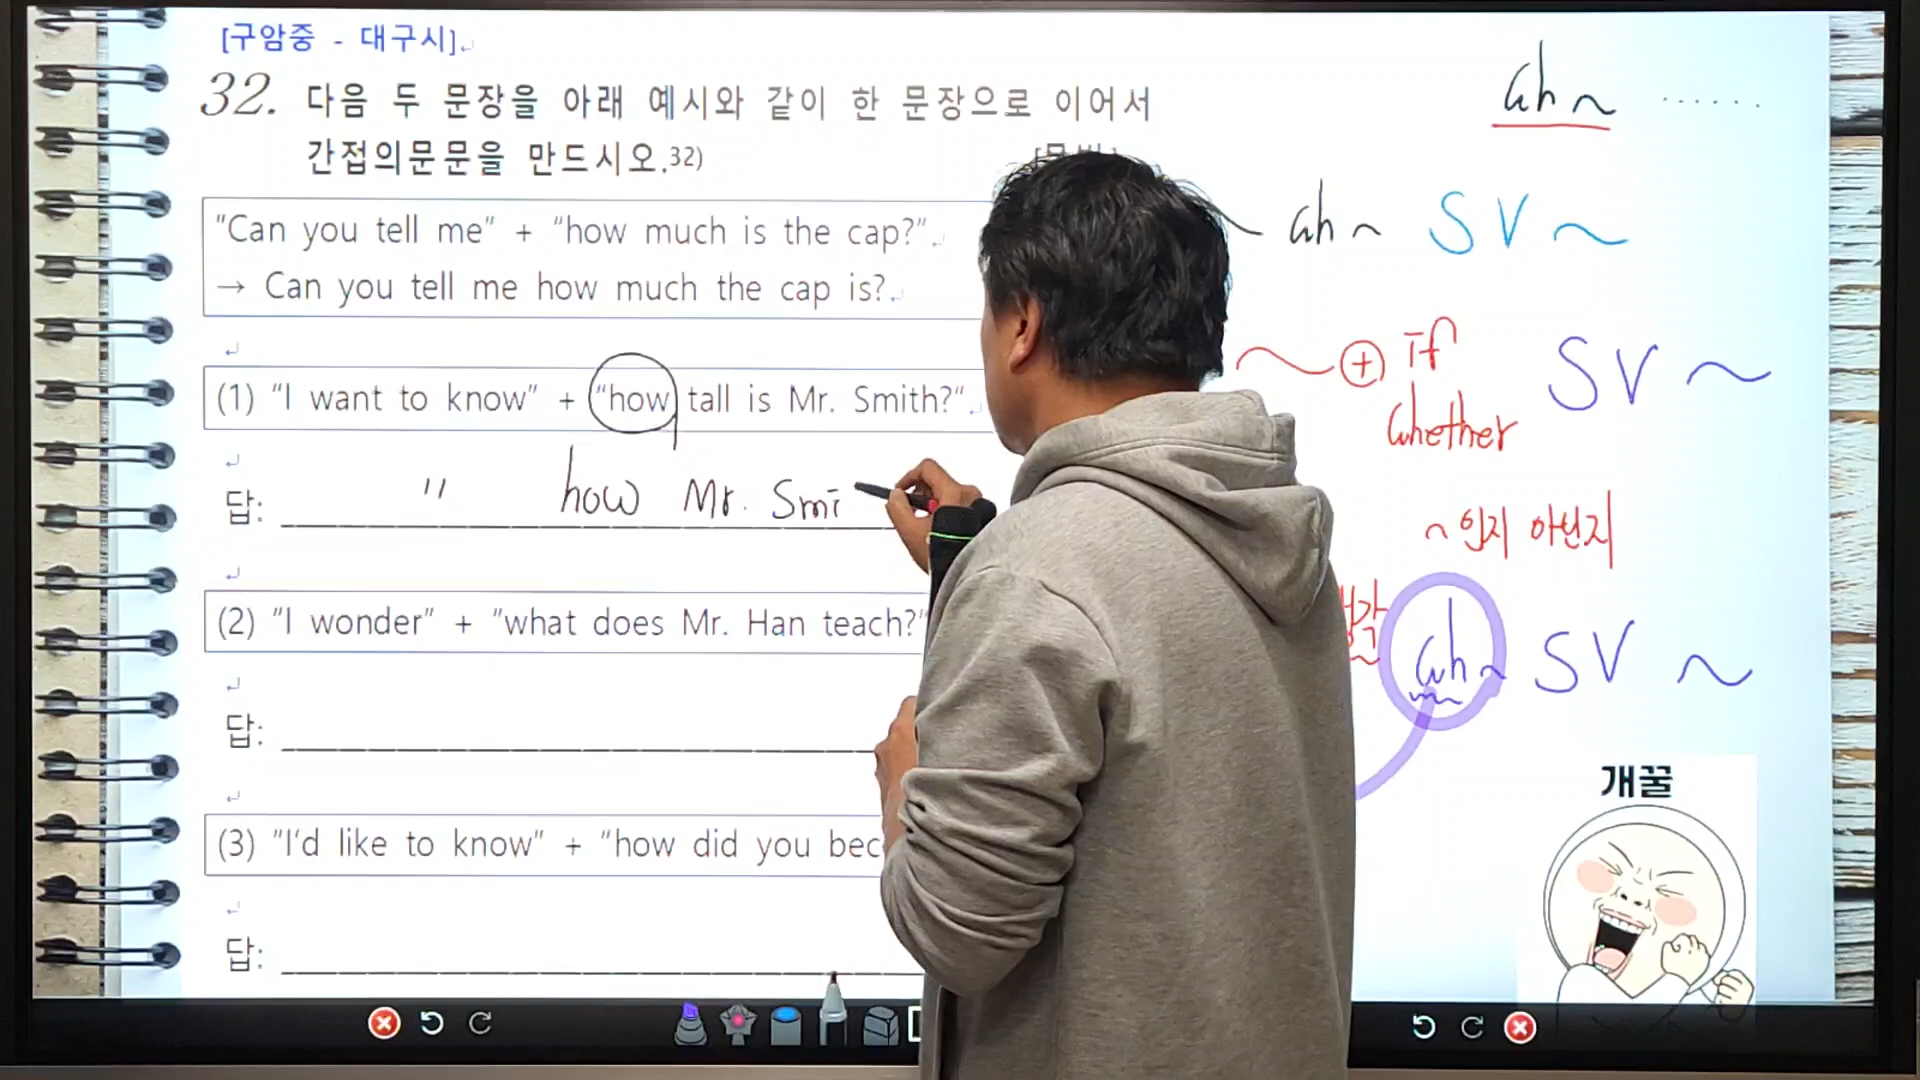 [구암중 - 대구시]
32. 다음 두 문장을 아래 예시와 같이 한 문장으로 이어서
간접의문문을 만드시오.32)
"Can you tell me" + "how much is the cap?"
→ Can you tell me how much the cap is?
(1) "I want to know" + "how tall is Mr. Smith?"
답: " how Mr. Smi
(2) "I wonder" + "what does Mr. Han teach?"
답:
(3) "I'd like to know" + "how did you bec
답:
wh ~ ......
wh ~ S V ~
~ + if
whether S V ~
~인지 아닌지
wh ~ S V ~
개꿀